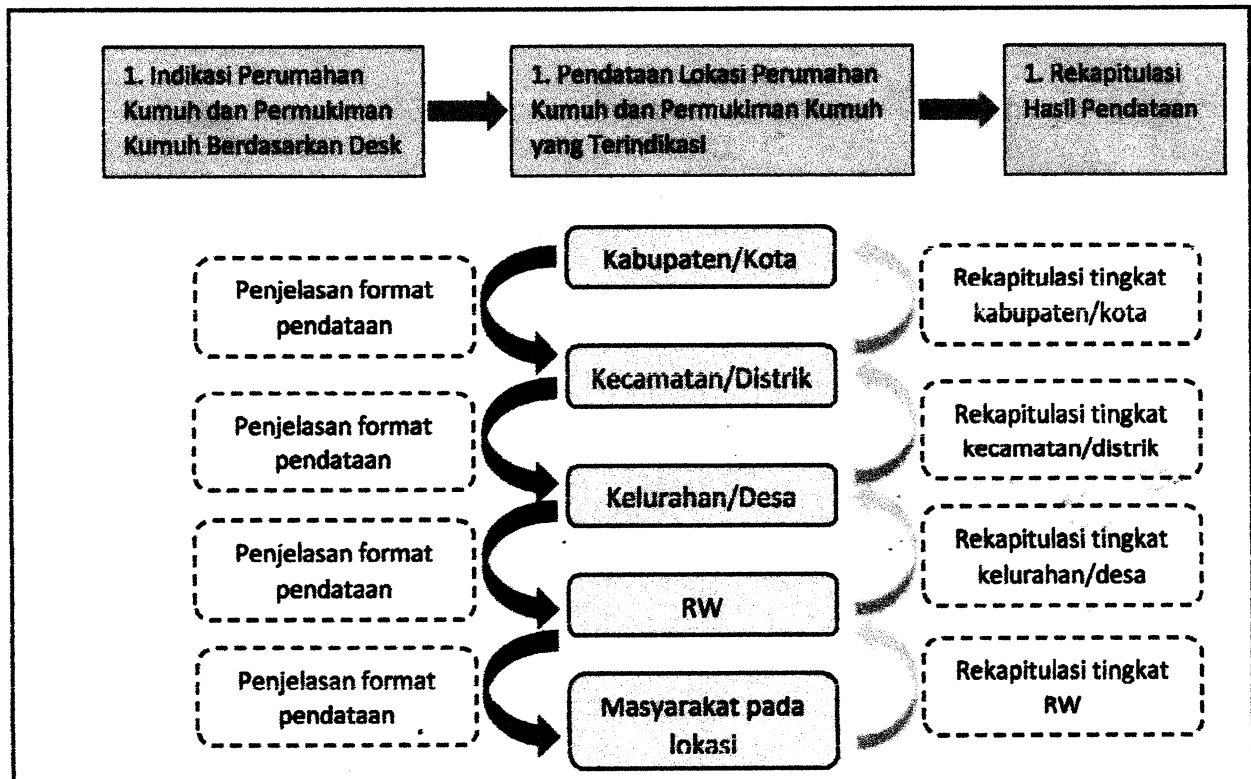 1. Indikasi Perumahan
Kumuh dan Permukiman
Kumuh Berdasarkan Desk
1. Pendataan Lokasi Perumahan
Kumuh dan Permukiman Kumuh
yang Terindikasi
1. Rekapitulasi
Hasil Pendataan
Kabupaten/Kota
Penjelasan format
pendataan
Rekapitulasi tingkat
kabupaten/kota
Kecamatan/Distrik
Penjelasan format
pendataan
Rekapitulasi tingkat
kecamatan/distrik
Kelurahan/Desa
Penjelasan format
pendataan
Rekapitulasi tingkat
kelurahan/desa
RW
Penjelasan format
pendataan
Rekapitulasi tingkat
RW
Masyarakat pada
lokasi